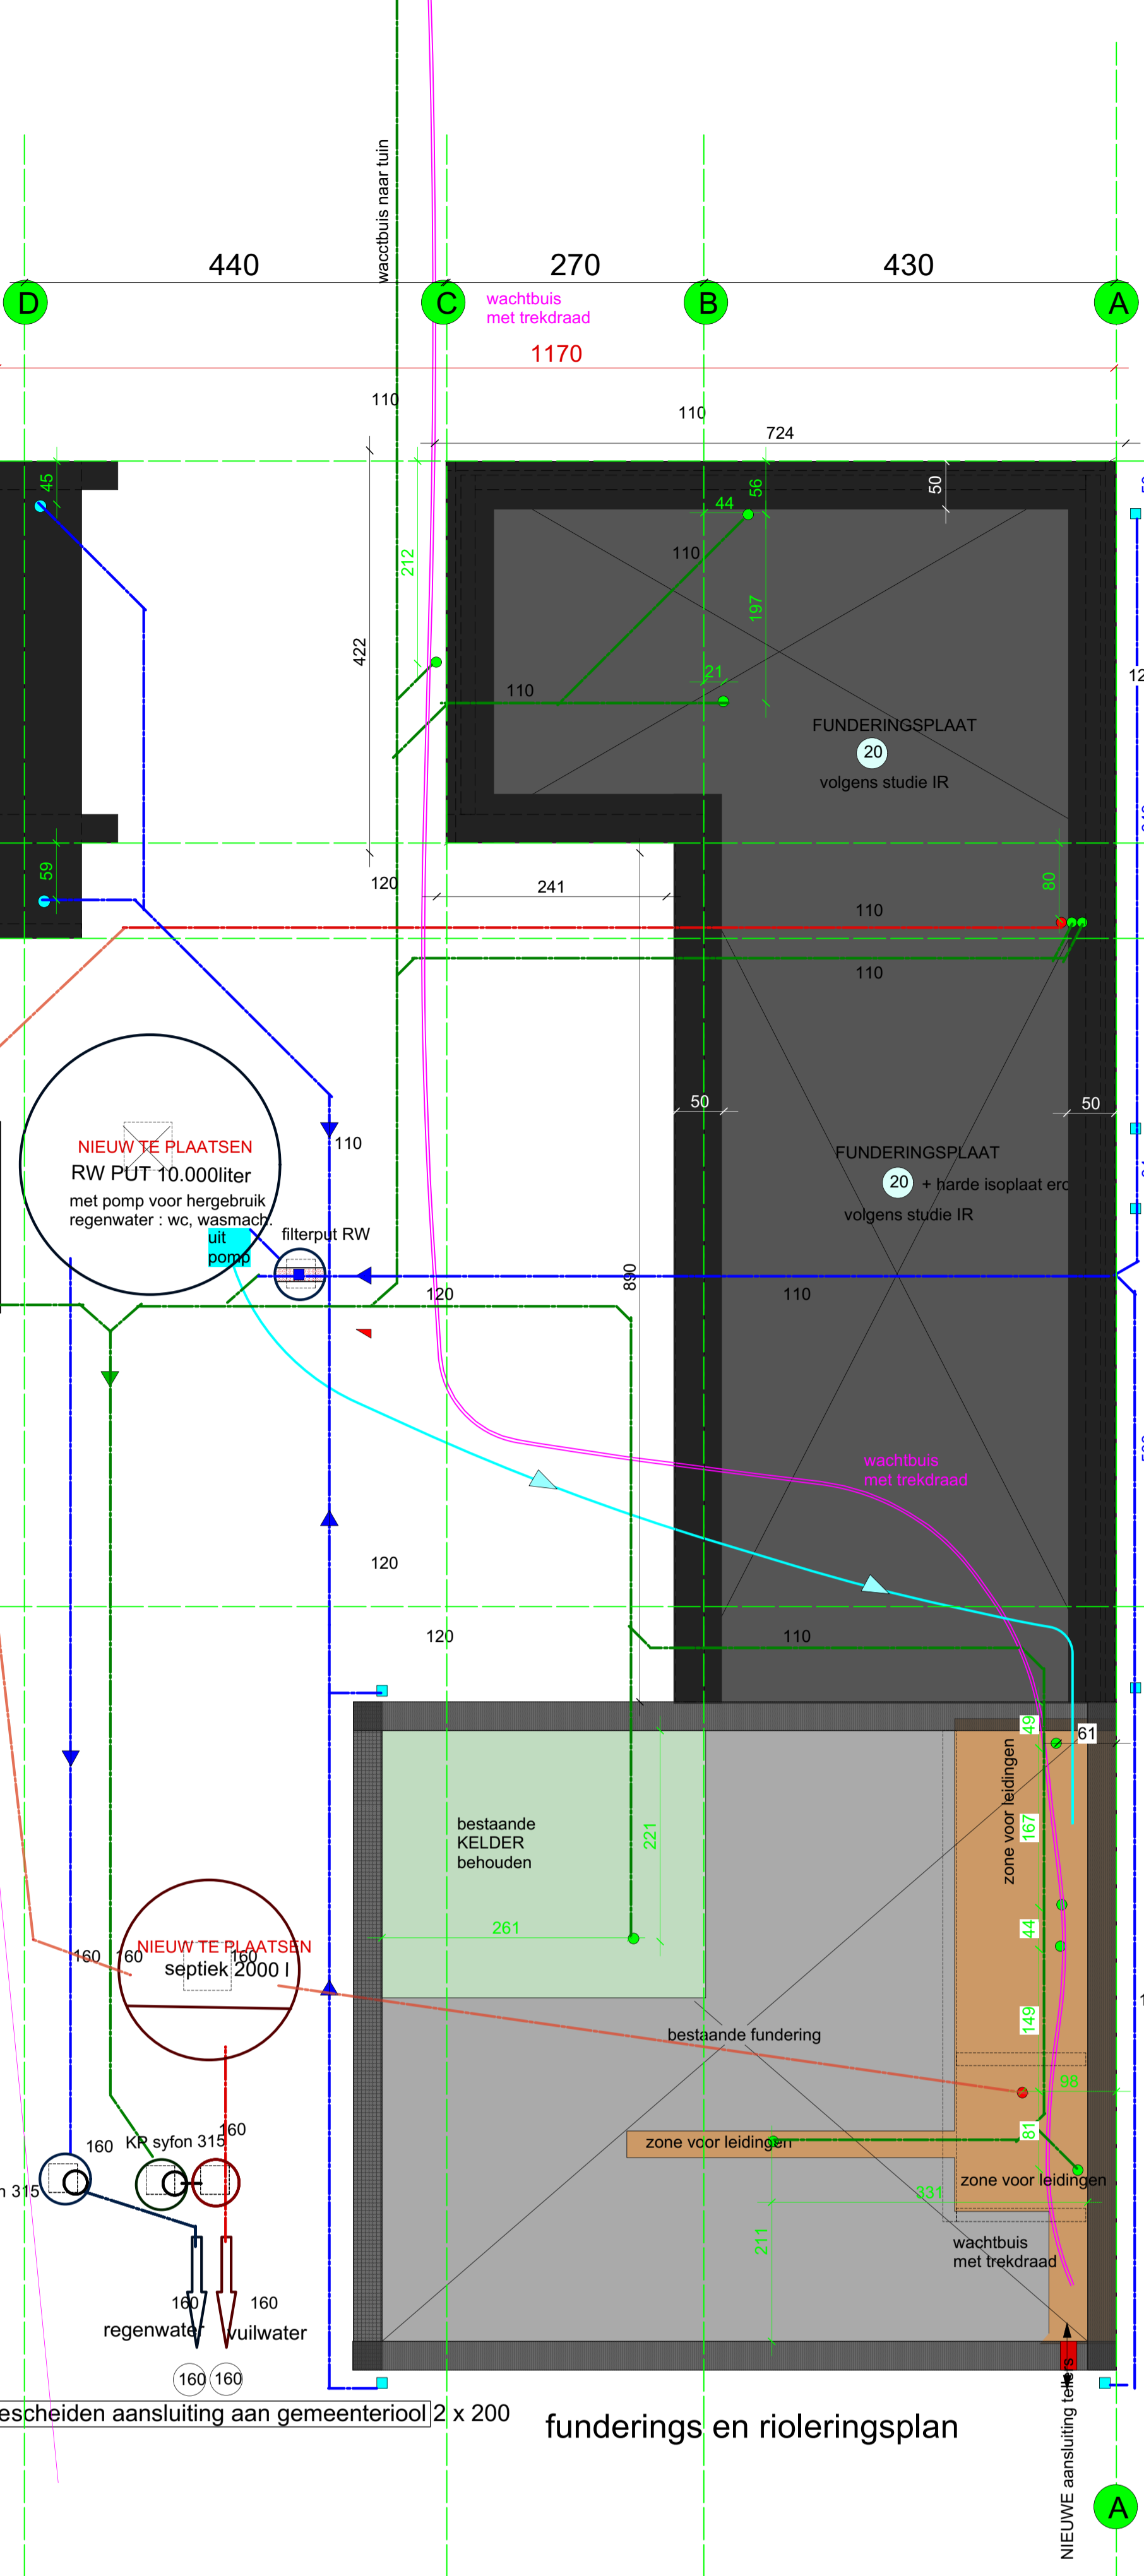 wacctbuis naar tuin
440
270
430
D
C
B
A
wachtbuis
met trekdraad
1170
110
110
724
45
56
50
44
110
212
197
422
21
110
FUNDERINGSPLAAT
20
volgens studie IR
59
120
241
80
110
110
50
50
110
NIEUW TE PLAATSEN
RW PUT 10.000liter
met pomp voor hergebruik
regenwater : wc, wasmach.
FUNDERINGSPLAAT
20 + harde isoplaat erc
volgens studie IR
uit
pomp
filterput RW
890
120
110
wachtbuis
met trekdraad
120
120
110
49
61
zone voor leidingen
bestaande
KELDER
behouden
221
167
261
44
NIEUW TE PLAATSEN
160
160
160
septiek 2000 l
149
bestaande fundering
98
81
160
KP syfon 315
160
zone voor leidingen
zone voor leidingen
n 315
331
211
wachtbuis
met trekdraad
160
160
regenwater
vuilwater
160
160
escheiden aansluiting aan gemeenteriool 2 x 200
funderings en rioleringsplan
NIEUWE aansluiting tellers
A